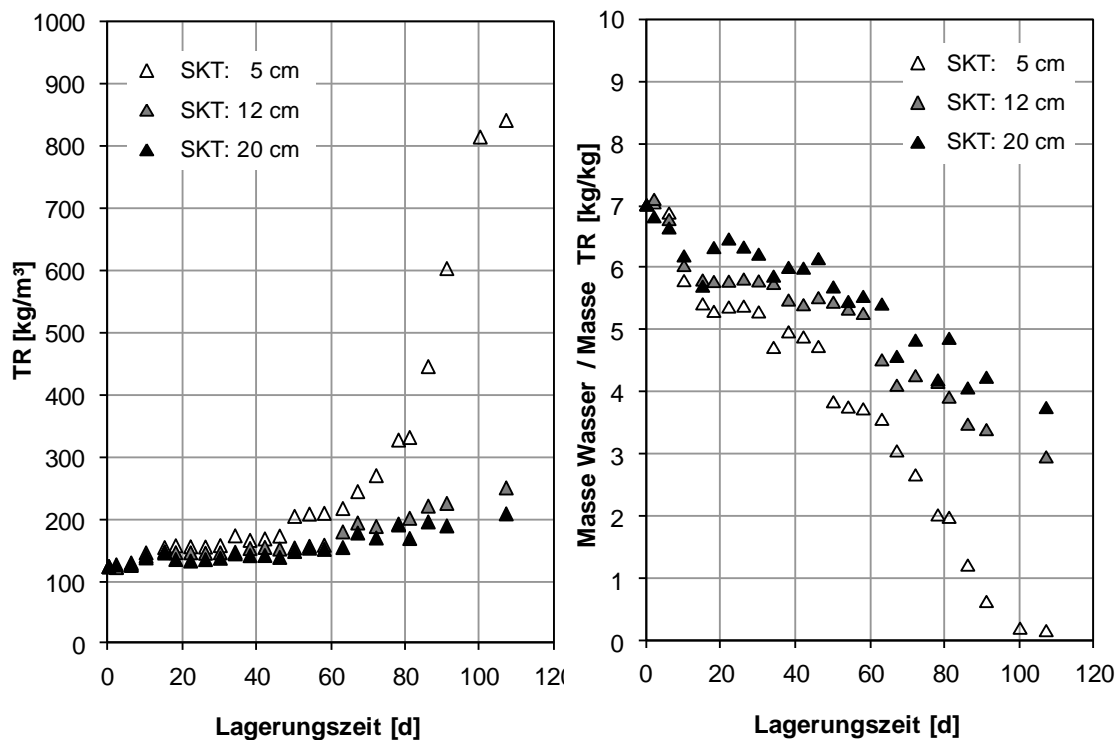 TR [kg/m³]
1000
900
800
700
600
500
400
300
200
100
0
SKT: 5 cm
SKT: 12 cm
SKT: 20 cm
0 20 40 60 80 100 120
Lagerungszeit [d]
Masse Wasser / Masse TR [kg/kg]
10
9
8
7
6
5
4
3
2
1
0
SKT: 5 cm
SKT: 12 cm
SKT: 20 cm
0 20 40 60 80 100 120
Lagerungszeit [d]